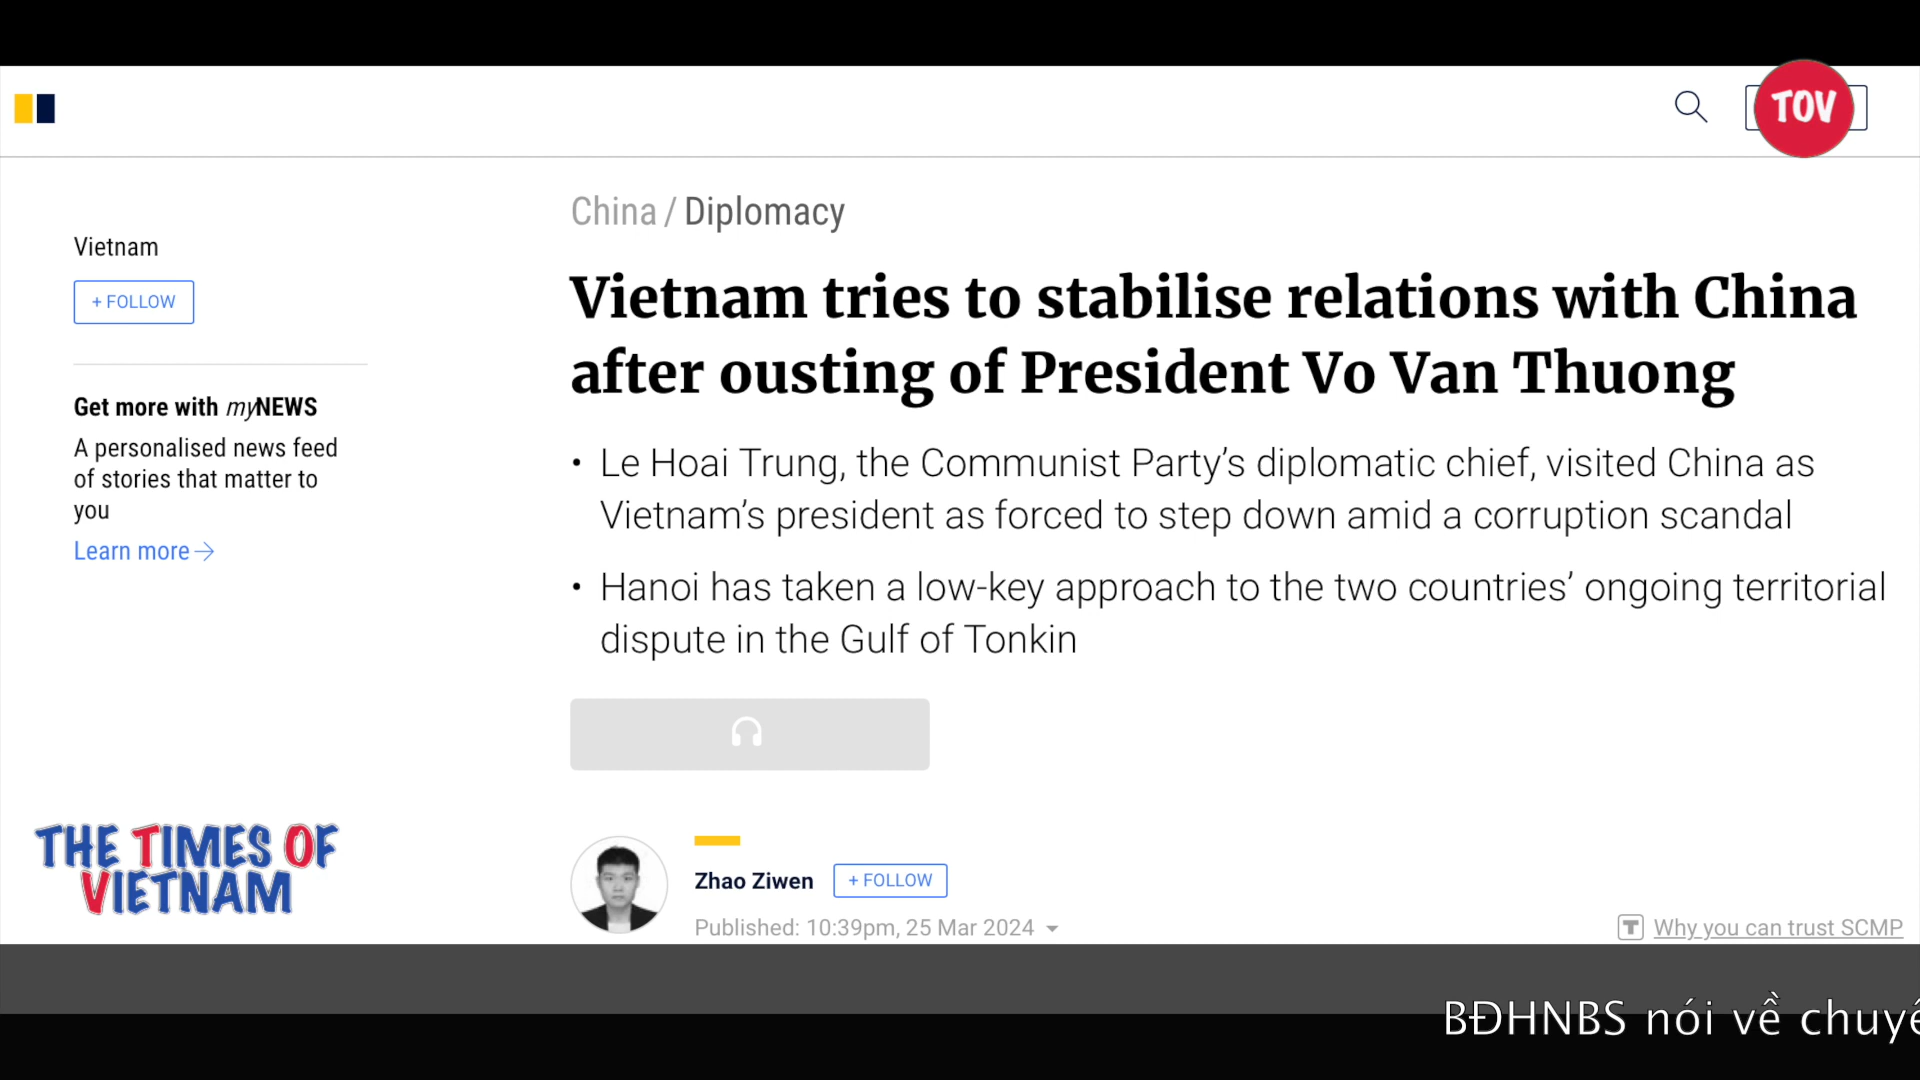 TOV
China / Diplomacy
Vietnam
+ FOLLOW
Vietnam tries to stabilise relations with China
after ousting of President Vo Van Thuong
Get more with myNEWS
A personalised news feed
of stories that matter to
you
Learn more
• Le Hoai Trung, the Communist Party’s diplomatic chief, visited China as
Vietnam’s president as forced to step down amid a corruption scandal
• Hanoi has taken a low-key approach to the two countries’ ongoing territorial
dispute in the Gulf of Tonkin
THE TIMES OF
VIETNAM
Zhao Ziwen
+ FOLLOW
Published: 10:39pm, 25 Mar 2024
T Why you can trust SCMP
BĐHNBS nói về